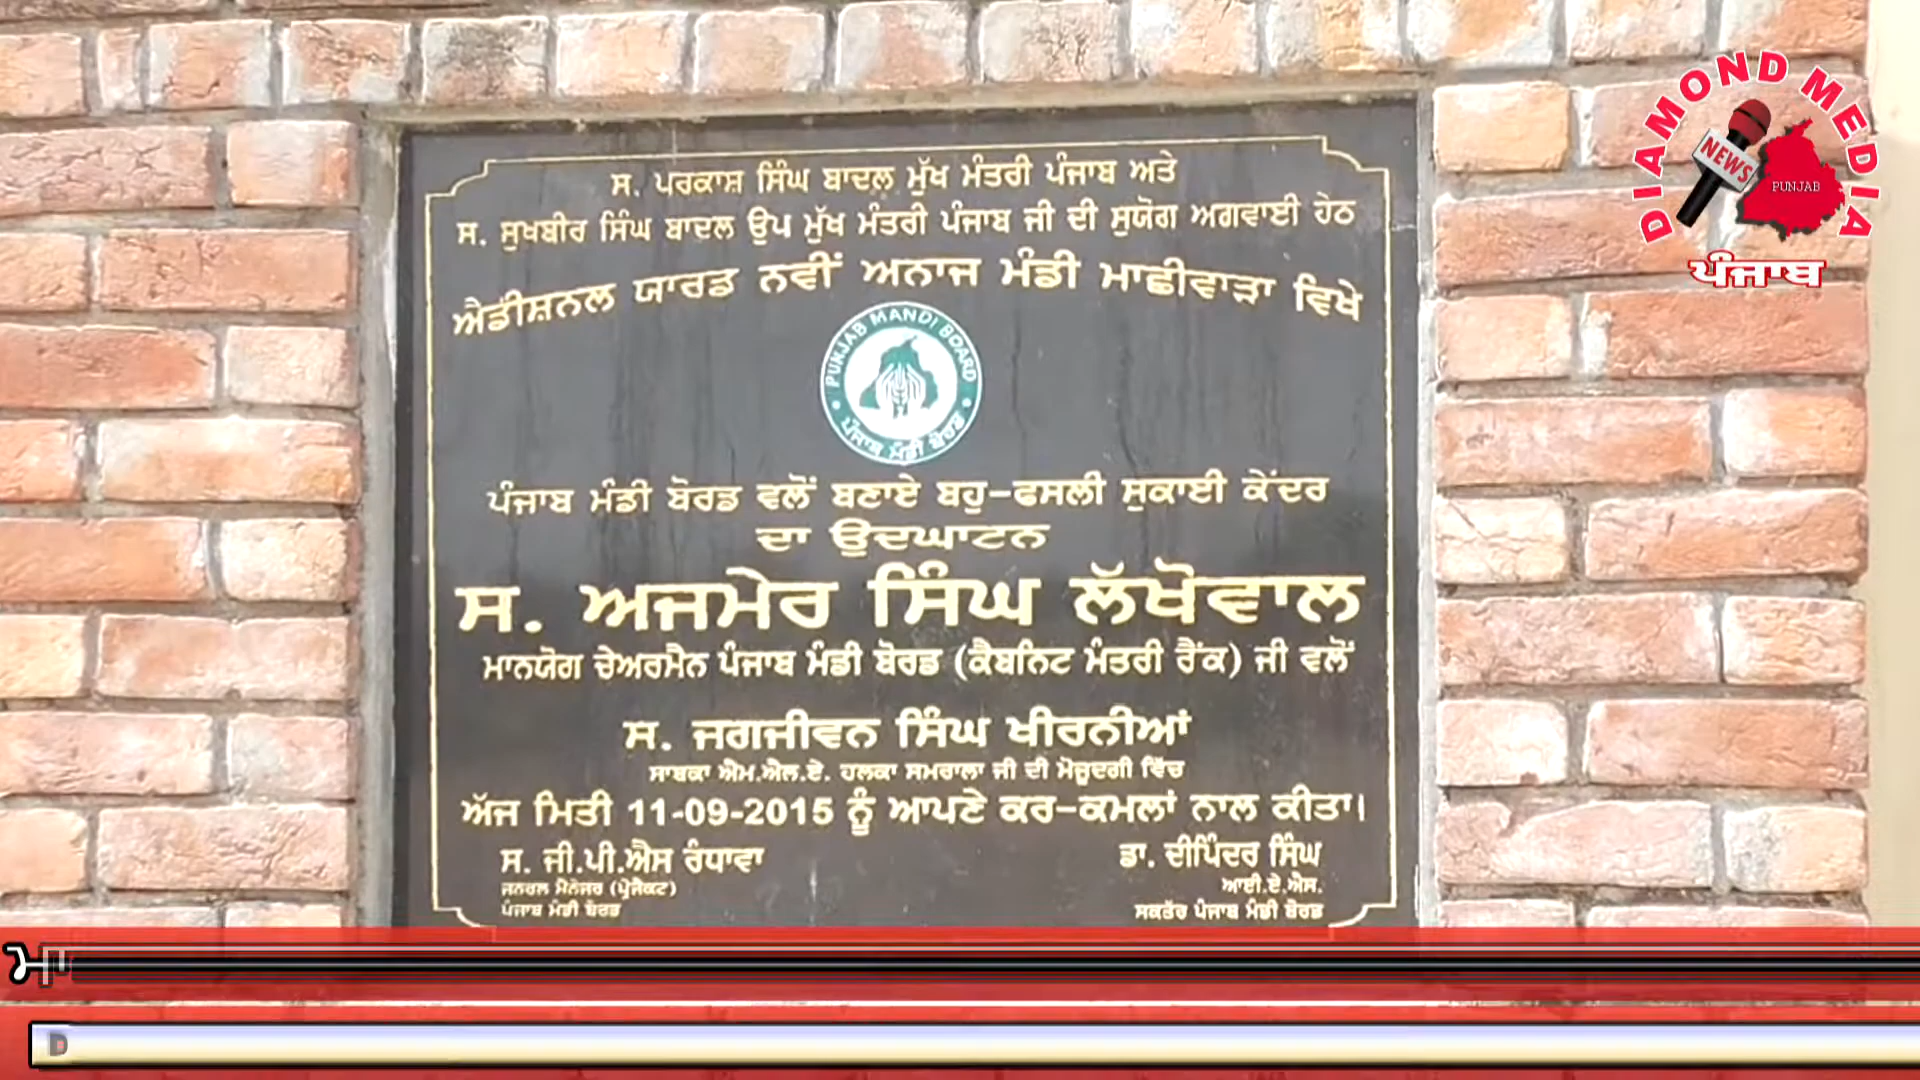 ਸ. ਪਰਕਾਸ਼ ਸਿੰਘ ਬਾਦਲ ਮੁੱਖ ਮੰਤਰੀ ਪੰਜਾਬ ਅਤੇ
ਸ. ਸੁਖਬੀਰ ਸਿੰਘ ਬਾਦਲ ਉਪ ਮੁੱਖ ਮੰਤਰੀ ਪੰਜਾਬ ਜੀ ਦੀ ਸੁਯੋਗ ਅਗਵਾਈ ਹੇਠ
ਐਡੀਸ਼ਨਲ ਯਾਰਡ ਨਵੀਂ ਅਨਾਜ ਮੰਡੀ ਮਾਛੀਵਾੜਾ ਵਿਖੇ
PUNJAB MANDI BOARD
ਪੰਜਾਬ ਮੰਡੀ ਬੋਰਡ
ਪੰਜਾਬ ਮੰਡੀ ਬੋਰਡ ਵਲੋਂ ਬਣਾਏ ਬਹੁ-ਫਸਲੀ ਸੁਕਾਈ ਕੇਂਦਰ
ਦਾ ਉਦਘਾਟਨ
ਸ. ਅਜਮੇਰ ਸਿੰਘ ਲੱਖੋਵਾਲ
ਮਾਨਯੋਗ ਚੇਅਰਮੈਨ ਪੰਜਾਬ ਮੰਡੀ ਬੋਰਡ (ਕੈਬਨਿਟ ਮੰਤਰੀ ਰੈਂਕ) ਜੀ ਵਲੋਂ
ਸ. ਜਗਜੀਵਨ ਸਿੰਘ ਖੀਰਨੀਆਂ
ਸਾਬਕਾ ਐਮ.ਐਲ.ਏ. ਹਲਕਾ ਸਮਰਾਲਾ ਜੀ ਦੀ ਮੌਜੂਦਗੀ ਵਿੱਚ
ਅੱਜ ਮਿਤੀ 11-09-2015 ਨੂੰ ਆਪਣੇ ਕਰ-ਕਮਲਾਂ ਨਾਲ ਕੀਤਾ।
ਸ. ਜੀ.ਪੀ.ਐਸ ਰੰਧਾਵਾ
ਜਨਰਲ ਮੈਨੇਜਰ (ਪ੍ਰੋਜੈਕਟ)
ਪੰਜਾਬ ਮੰਡੀ ਬੋਰਡ
ਡਾ. ਦੀਪਿੰਦਰ ਸਿੰਘ
ਆਈ.ਏ.ਐਸ.
ਸਕੱਤਰ ਪੰਜਾਬ ਮੰਡੀ ਬੋਰਡ
DIAMOND MEDIA
NEWS
PUNJAB
ਪੰਜਾਬ
D